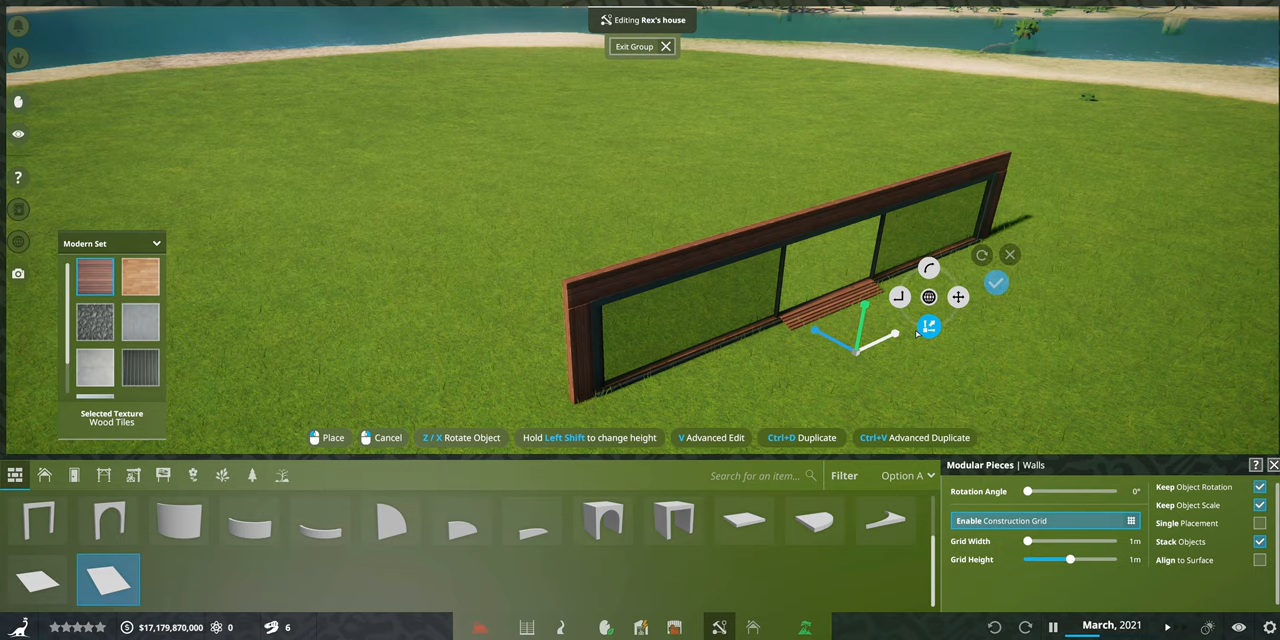 Editing Rex's house
Exit Group
?
Modern Set
Selected Texture
Wood Tiles
Place
Cancel
Z / X Rotate Object
Hold Left Shift to change height
V Advanced Edit
Ctrl+D Duplicate
Ctrl+V Advanced Duplicate
Search for an item...
Filter
Option A
Modular Pieces | Walls
?
Rotation Angle
0°
Enable Construction Grid
Grid Width
1m
Grid Height
1m
Keep Object Rotation
Keep Object Scale
Single Placement
Stack Objects
Align to Surface
$17,179,870,000
0
6
March, 2021